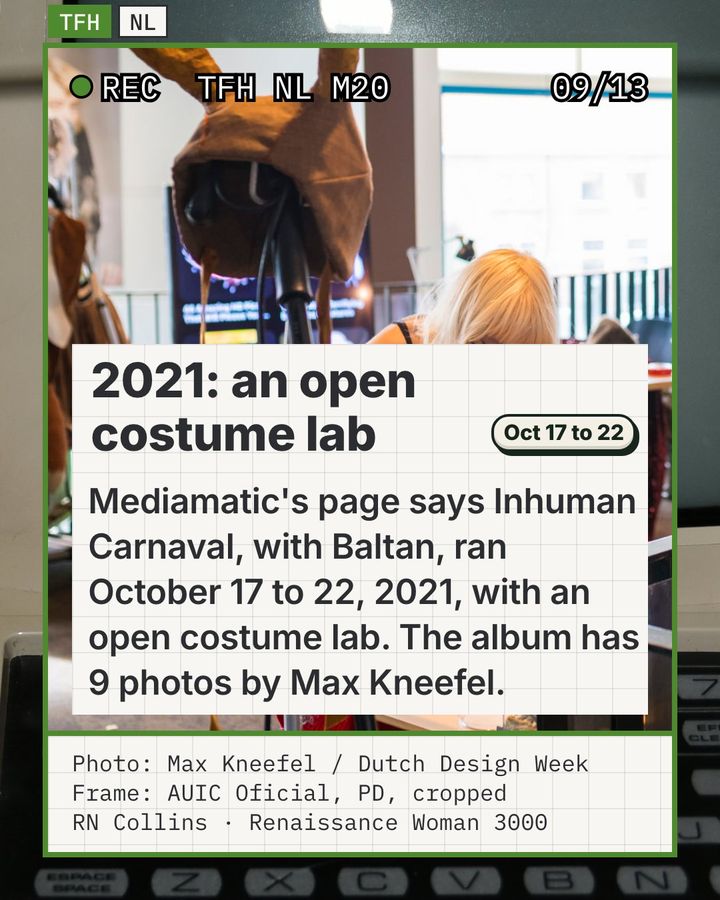 TFH NL
REC TFH NL M20 09/13
2021: an open
costume lab
Oct 17 to 22
Mediamatic's page says Inhuman
Carnaval, with Baltan, ran
October 17 to 22, 2021, with an
open costume lab. The album has
9 photos by Max Kneefel.
Photo: Max Kneefel / Dutch Design Week
Frame: AUIC Oficial, PD, cropped
RN Collins · Renaissance Woman 3000
7
J
ESPACE
SPACE
Z X C V B N